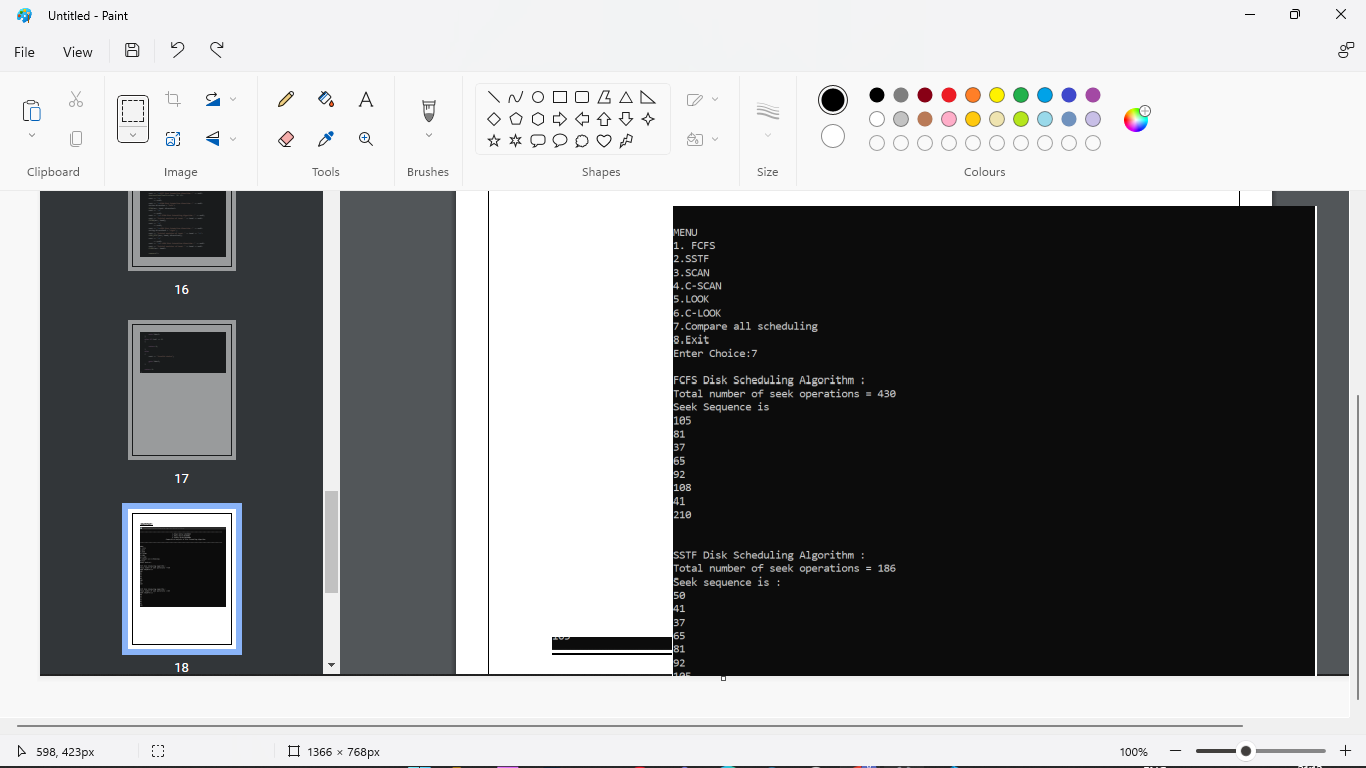 Untitled - Paint
File View
Clipboard
Image
Tools
Brushes
Shapes
Size
Colours
16
17
18
MENU
1. FCFS
2.SSTF
3.SCAN
4.C-SCAN
5.LOOK
6.C-LOOK
7.Compare all scheduling
8.Exit
Enter Choice:7
FCFS Disk Scheduling Algorithm :
Total number of seek operations = 430
Seek Sequence is
105
81
37
65
92
108
41
210
SSTF Disk Scheduling Algorithm :
Total number of seek operations = 186
Seek sequence is :
50
41
37
65
81
92
105
598, 423px
1366 × 768px
100%